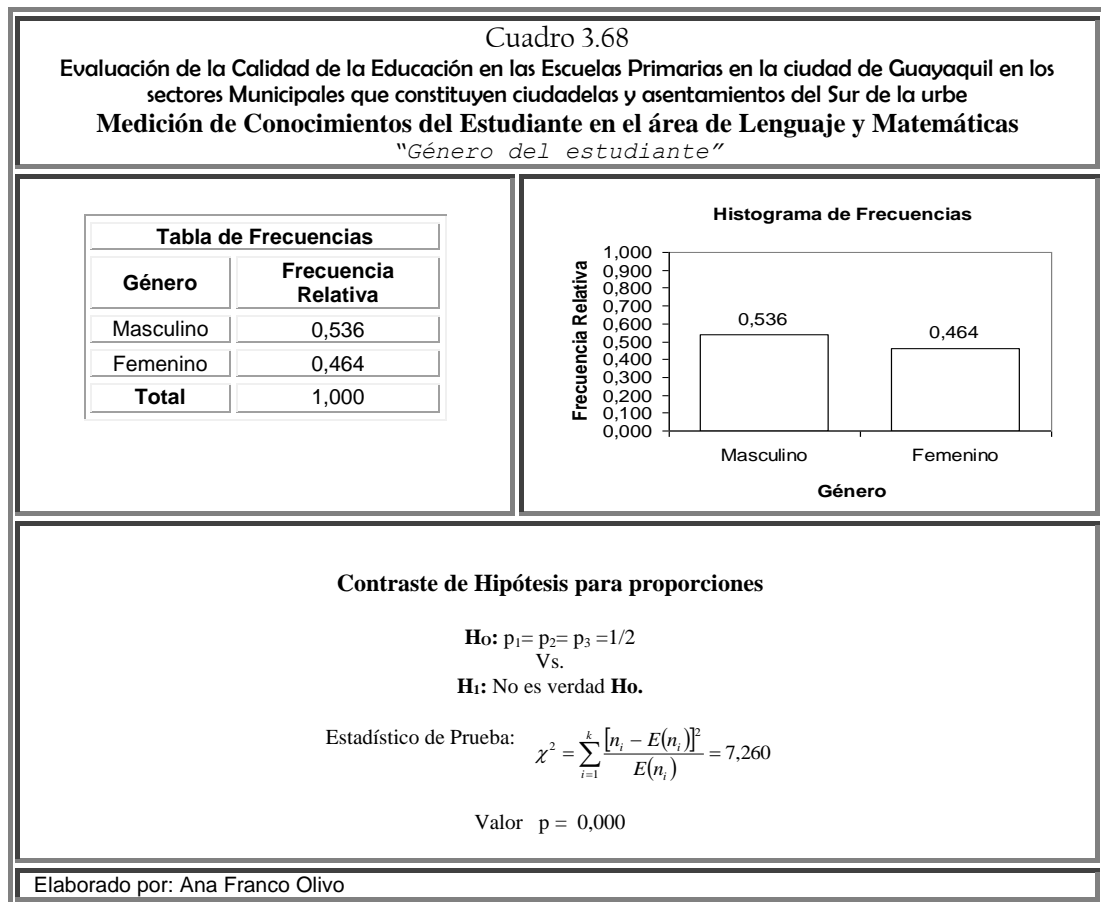 Cuadro 3.68
Evaluación de la Calidad de la Educación en las Escuelas Primarias en la ciudad de Guayaquil en los
sectores Municipales que constituyen ciudadelas y asentamientos del Sur de la urbe
Medición de Conocimientos del Estudiante en el área de Lenguaje y Matemáticas
"Género del estudiante"
Tabla de Frecuencias
Género
Frecuencia
Relativa
Masculino 0,536
Femenino 0,464
Total 1,000
Histograma de Frecuencias
Frecuencia Relativa
1,000
0,900
0,800
0,700
0,600
0,500
0,400
0,300
0,200
0,100
0,000
0,536
0,464
Masculino Femenino
Género
Contraste de Hipótesis para proporciones
HO: p1= p2= p3 =1/2
Vs.
H1: No es verdad Ho.
Estadístico de Prueba: χ² = ∑_{i=1}^{k} [n_i − E(n_i)]² / E(n_i) = 7,260
Valor p = 0,000
Elaborado por: Ana Franco Olivo